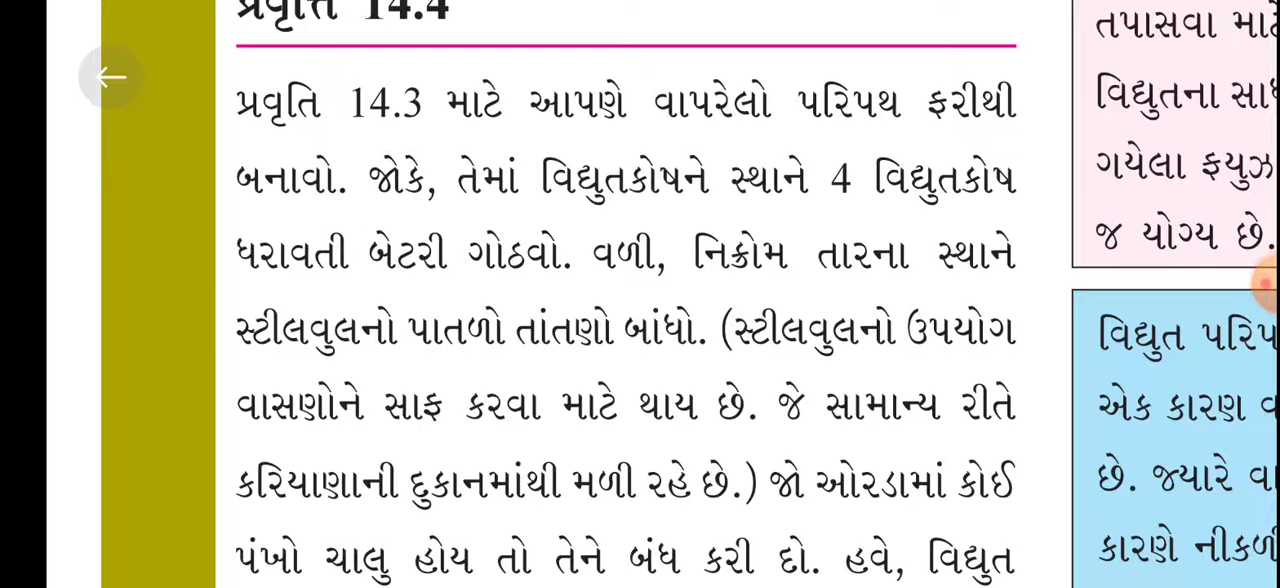 પ્રવૃત્તિ 14.4
પ્રવૃતિ 14.3 માટે આપણે વાપરેલો પરિપથ ફરીથી
બનાવો. જોકે, તેમાં વિદ્યુતકોષને સ્થાને 4 વિદ્યુતકોષ
ધરાવતી બેટરી ગોઠવો. વળી, નિક્રોમ તારના સ્થાને
સ્ટીલવુલનો પાતળો તાંતણો બાંધો. (સ્ટીલવુલનો ઉપયોગ
વાસણોને સાફ કરવા માટે થાય છે. જે સામાન્ય રીતે
કરિયાણાની દુકાનમાંથી મળી રહે છે.) જો ઓરડામાં કોઈ
પંખો ચાલુ હોય તો તેને બંધ કરી દો. હવે, વિદ્યુત
તપાસવા માટે
વિદ્યુતના
ગયેલા ફયુઝ
જ યોગ્ય છે.
વિદ્યુત
એક કારણ
છે. જ્યારે
કારણે